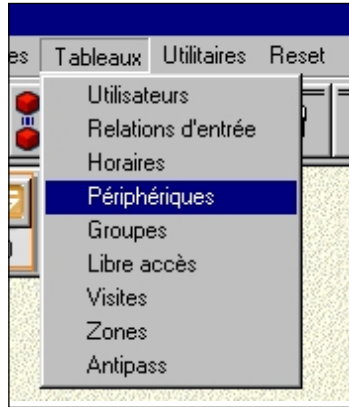 es Tableaux Utilitaires Reset
Utilisateurs
Relations d'entrée
Horaires
Périphériques
Groupes
Libre accès
Visites
Zones
Antipass